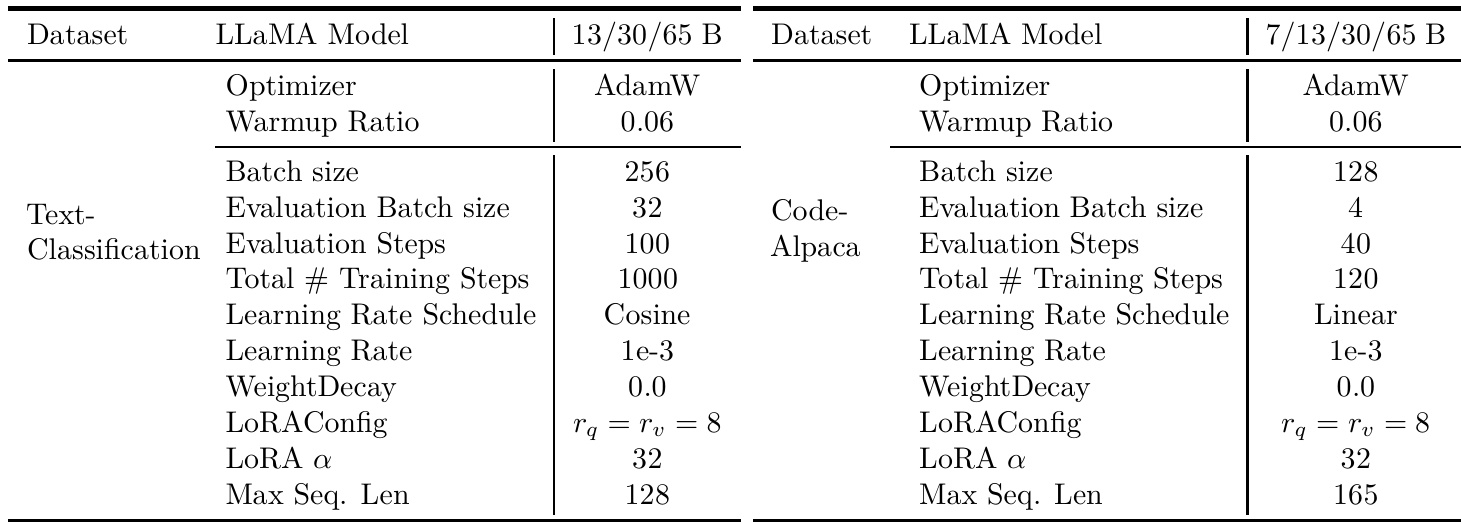 Dataset LLaMA Model 13/30/65 B
Optimizer AdamW
Warmup Ratio 0.06
Batch size 256
Text-
Classification
Evaluation Batch size 32
Evaluation Steps 100
Total # Training Steps 1000
Learning Rate Schedule Cosine
Learning Rate 1e-3
WeightDecay 0.0
LoRAConfig r_q = r_v = 8
LoRA α 32
Max Seq. Len 128
Dataset LLaMA Model 7/13/30/65 B
Optimizer AdamW
Warmup Ratio 0.06
Batch size 128
Code-
Alpaca
Evaluation Batch size 4
Evaluation Steps 40
Total # Training Steps 120
Learning Rate Schedule Linear
Learning Rate 1e-3
WeightDecay 0.0
LoRAConfig r_q = r_v = 8
LoRA α 32
Max Seq. Len 165